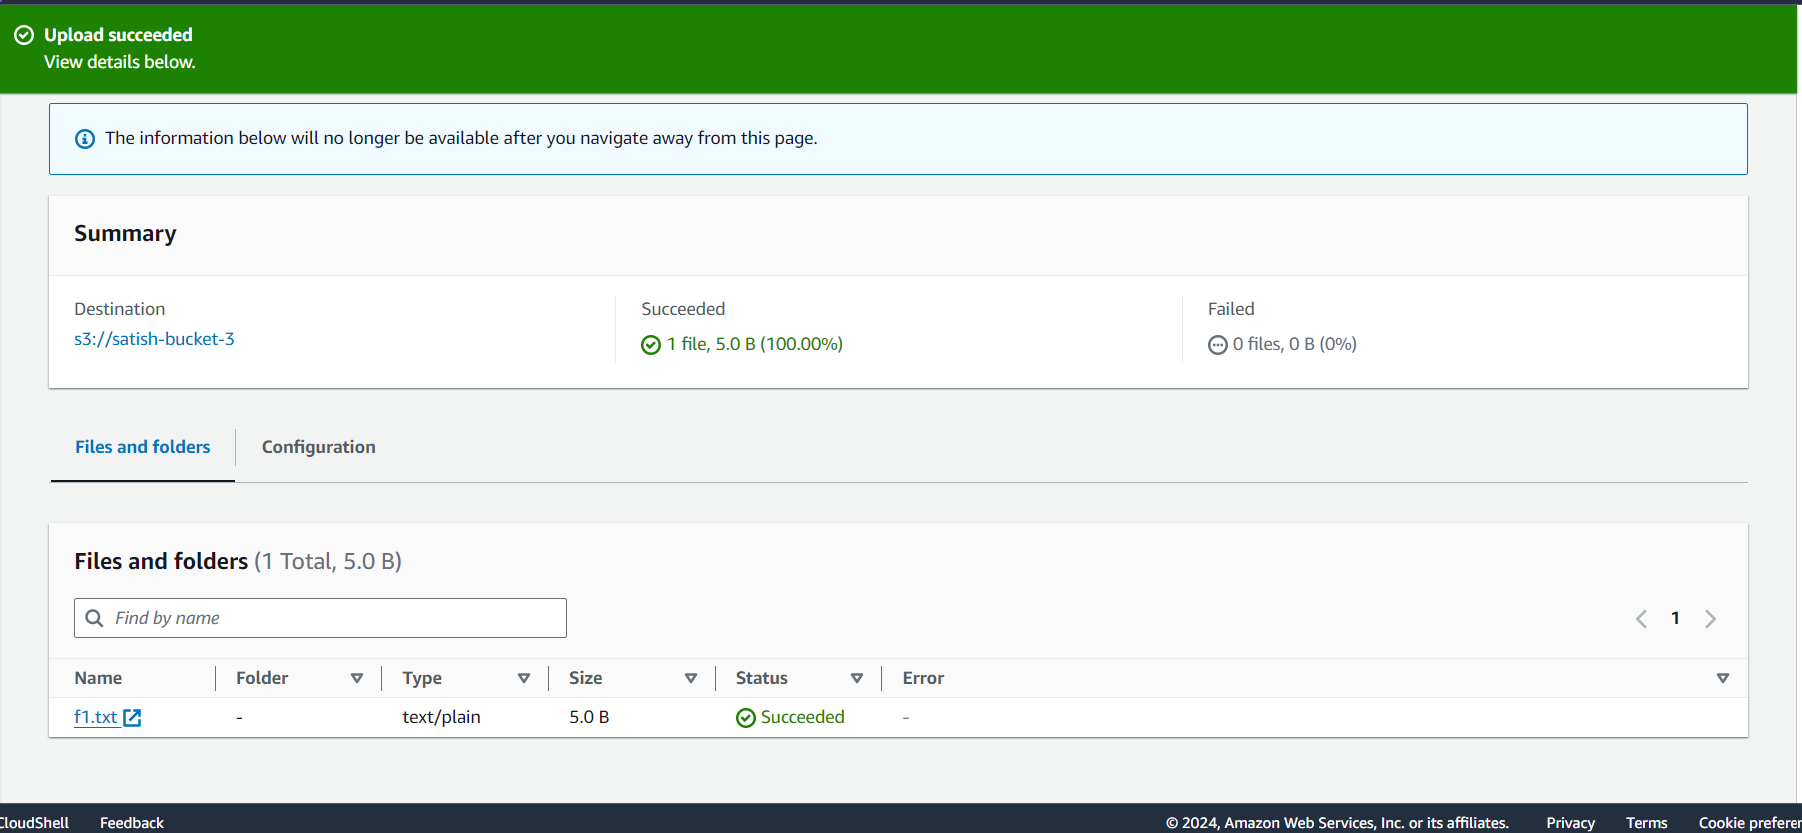 Upload succeeded
View details below.
The information below will no longer be available after you navigate away from this page.
Summary
Destination
s3://satish-bucket-3
Succeeded
1 file, 5.0 B (100.00%)
Failed
0 files, 0 B (0%)
Files and folders
Configuration
Files and folders (1 Total, 5.0 B)
Find by name
1
Name Folder Type Size Status Error
f1.txt - text/plain 5.0 B Succeeded -
CloudShell Feedback © 2024, Amazon Web Services, Inc. or its affiliates. Privacy Terms Cookie preferen